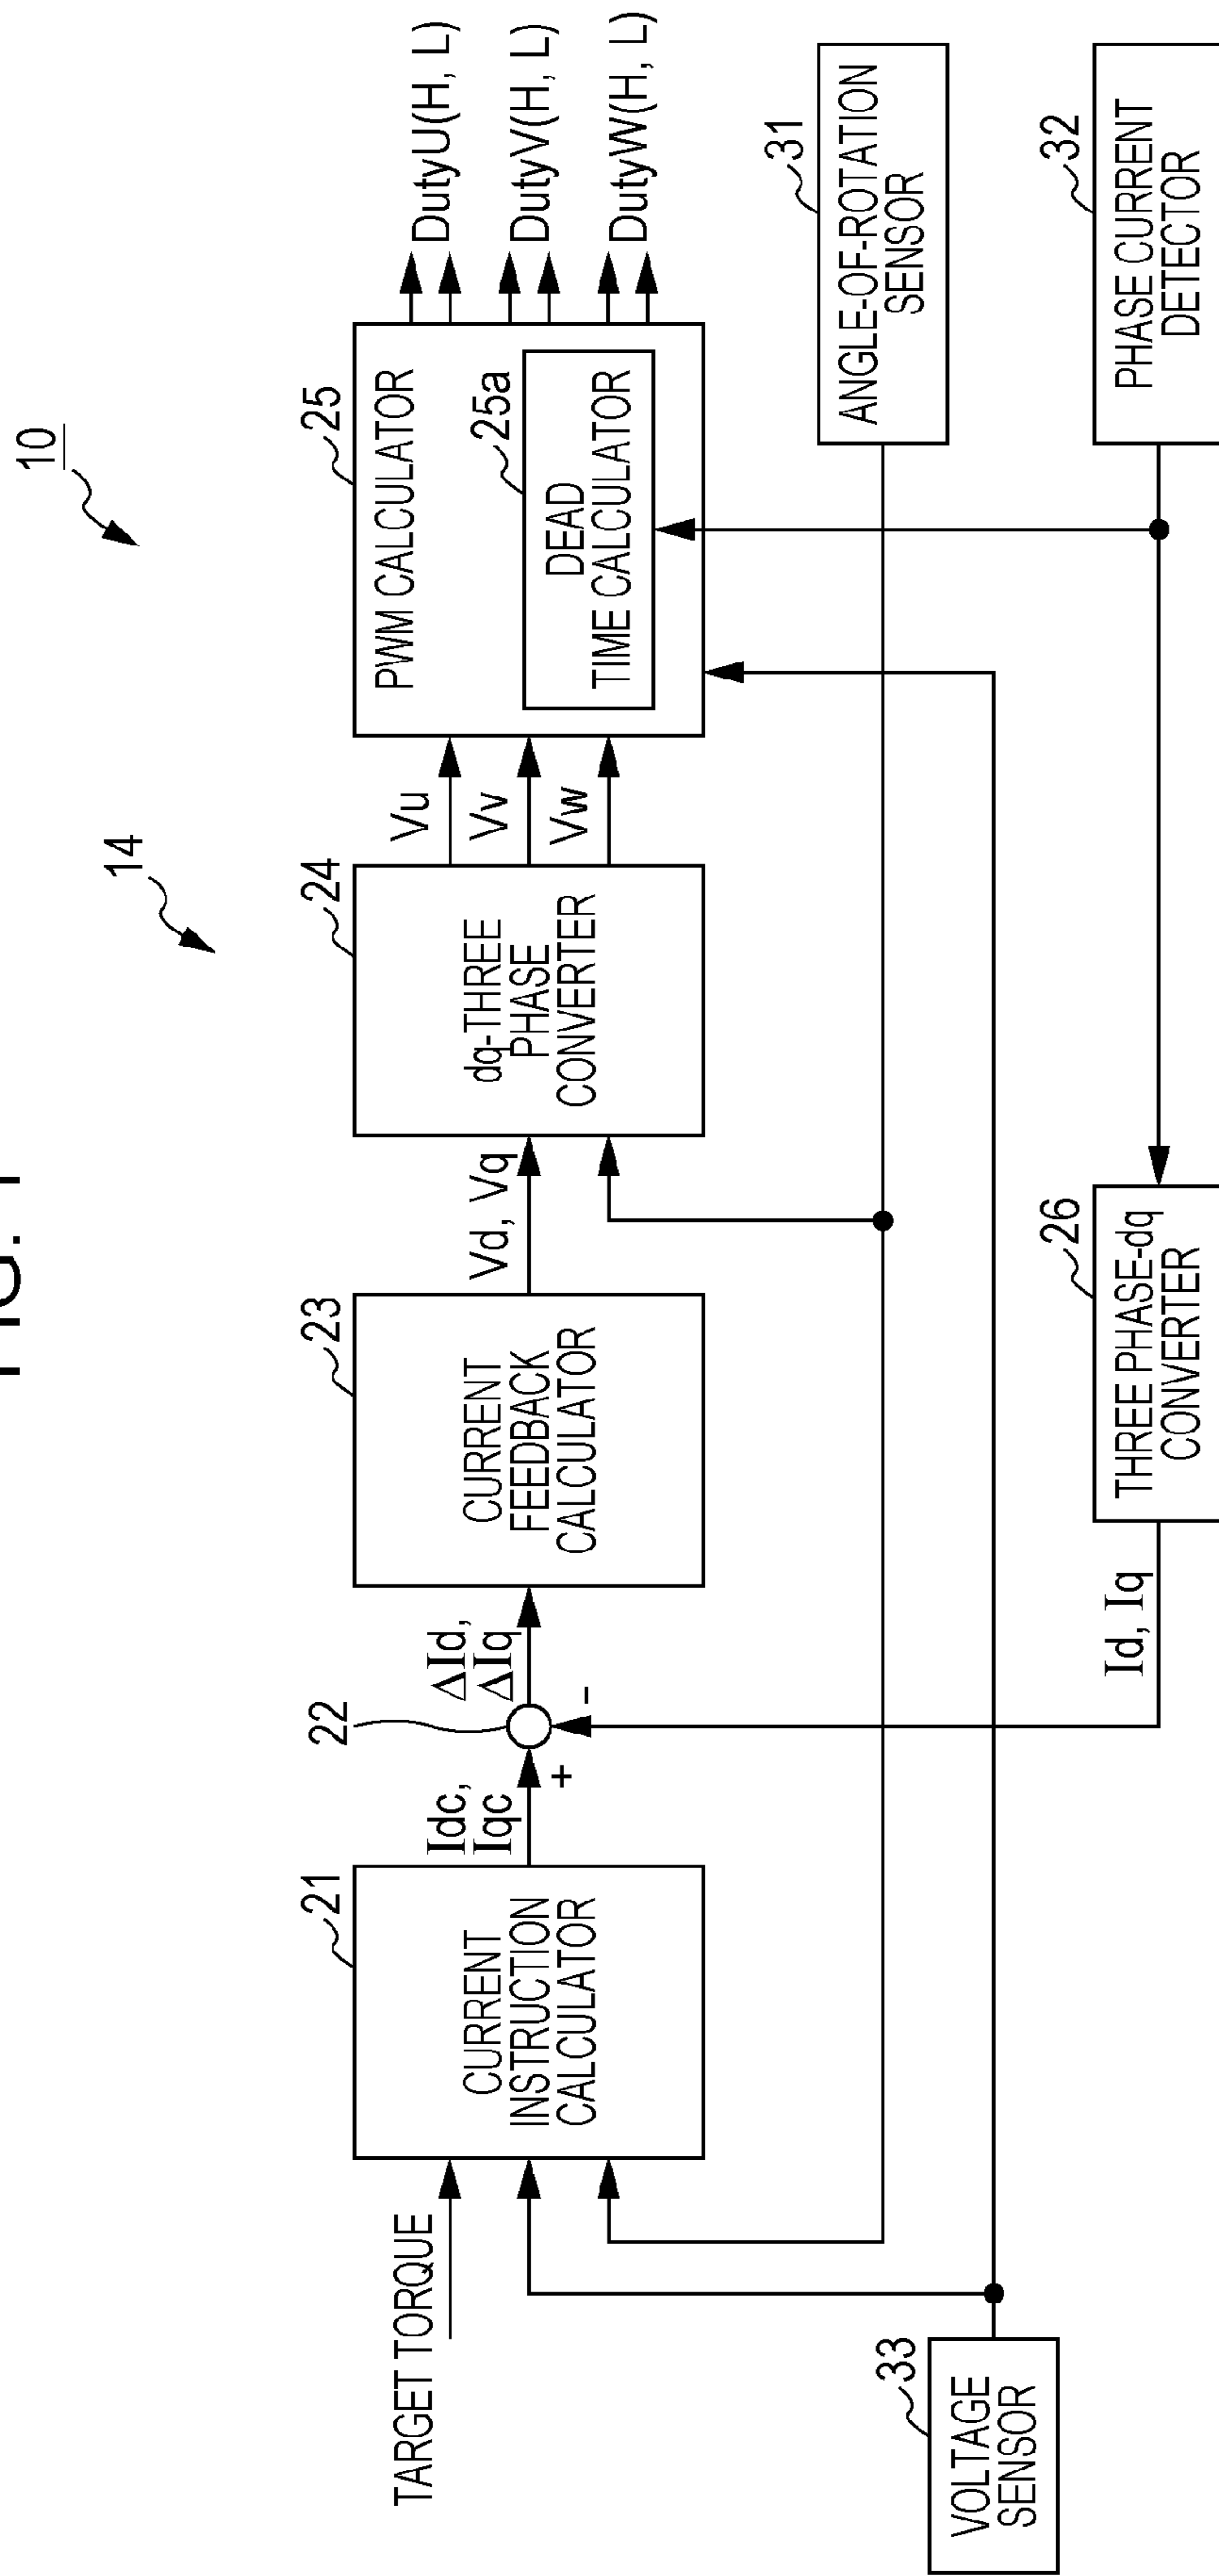 10
14
TARGET TORQUE
21
CURRENT
INSTRUCTION
CALCULATOR
Idc,
Iqc
+
-
22
ΔId,
ΔIq
23
CURRENT
FEEDBACK
CALCULATOR
Vd, Vq
24
dq-THREE
PHASE
CONVERTER
Vu
Vv
Vw
25
PWM CALCULATOR
25a
DEAD
TIME CALCULATOR
DutyU(H, L)
DutyV(H, L)
DutyW(H, L)
31
ANGLE-OF-ROTATION
SENSOR
33
VOLTAGE
SENSOR
Id, Iq
26
THREE PHASE-dq
CONVERTER
32
PHASE CURRENT
DETECTOR